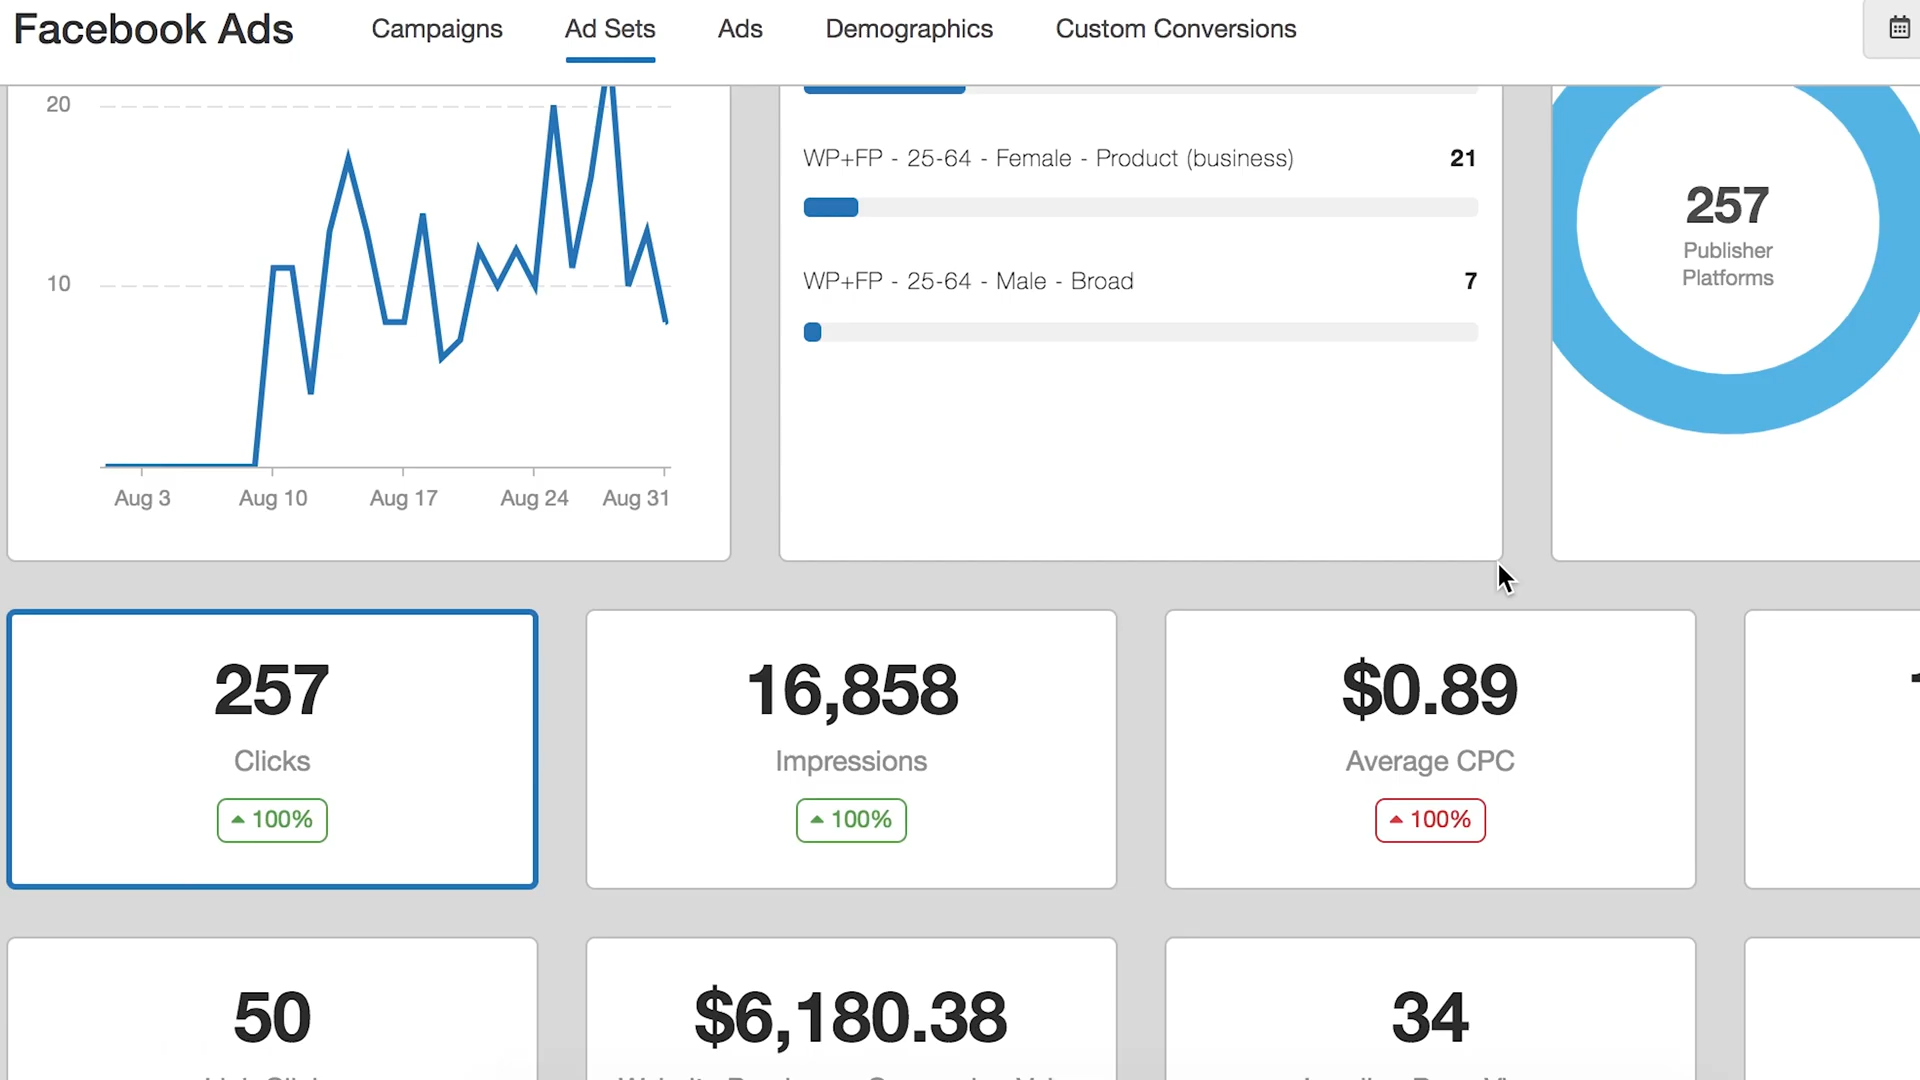 Facebook Ads
Campaigns
Ad Sets
Ads
Demographics
Custom Conversions
20
10
Aug 3
Aug 10
Aug 17
Aug 24
Aug 31
WP+FP - 25-64 - Female - Product (business)
21
WP+FP - 25-64 - Male - Broad
7
257
Publisher
Platforms
257
Clicks
100%
16,858
Impressions
100%
$0.89
Average CPC
100%
50
$6,180.38
34